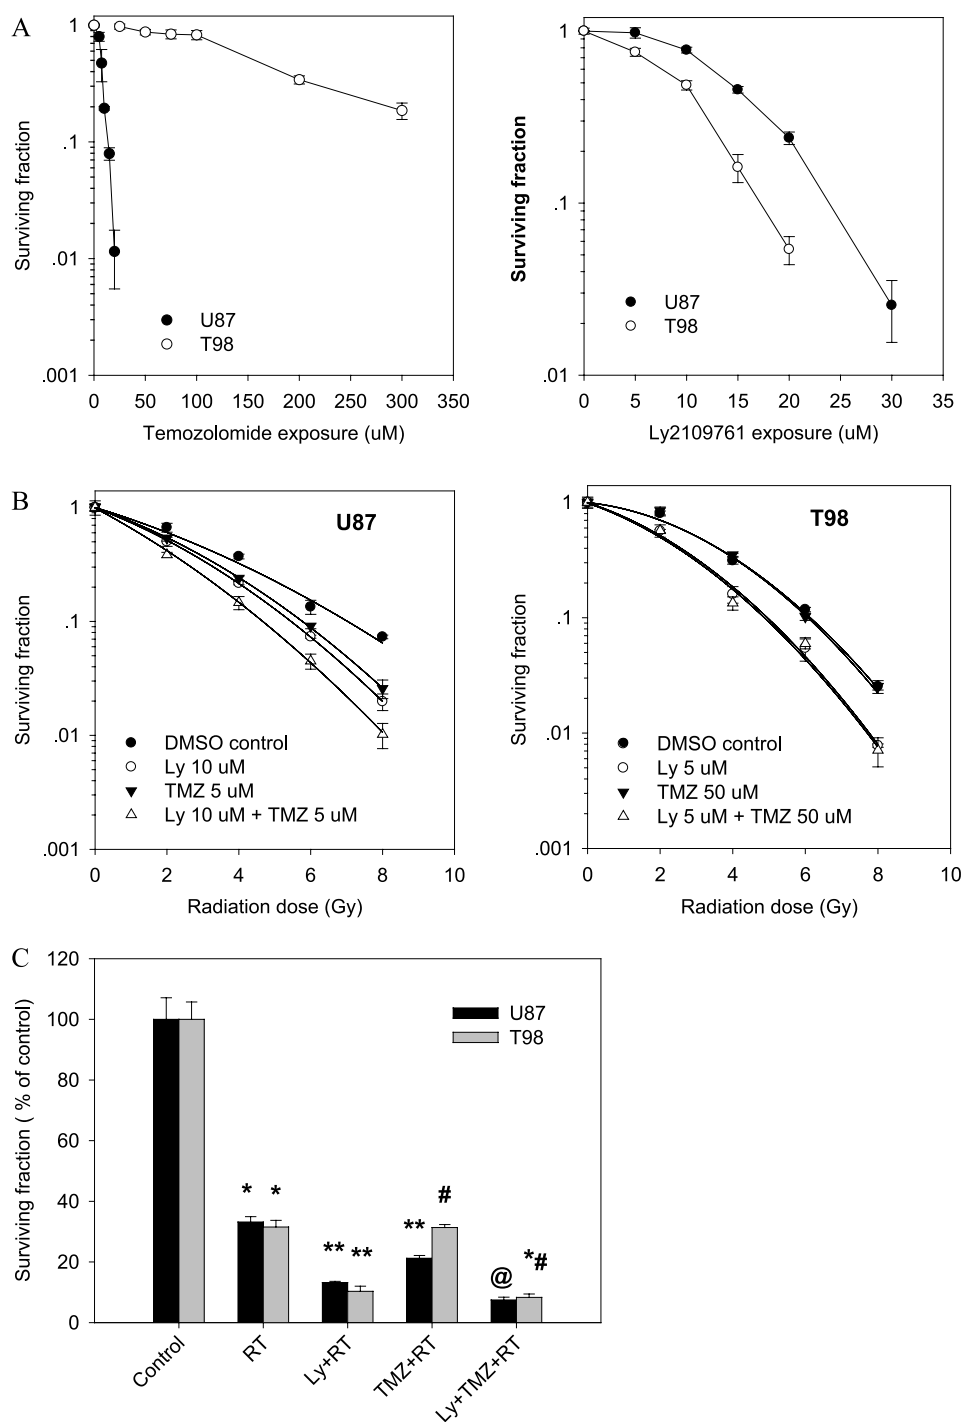 A
1
.1
.01
.001
Surviving fraction
U87
T98
0 50 100 150 200 250 300 350
Temozolomide exposure (uM)
1
.1
.01
Surviving fraction
U87
T98
0 5 10 15 20 25 30 35
Ly2109761 exposure (uM)
B
U87
1
.1
.01
.001
Surviving fraction
DMSO control
Ly 10 uM
TMZ 5 uM
Ly 10 uM + TMZ 5 uM
0 2 4 6 8 10
Radiation dose (Gy)
T98
1
.1
.01
.001
Surviving fraction
DMSO control
Ly 5 uM
TMZ 50 uM
Ly 5 uM + TMZ 50 uM
0 2 4 6 8 10
Radiation dose (Gy)
C
120
100
80
60
40
20
0
Surviving fraction ( % of control)
U87
T98
* *
** **
** #
@ *#
Control
RT
Ly+RT
TMZ+RT
Ly+TMZ+RT